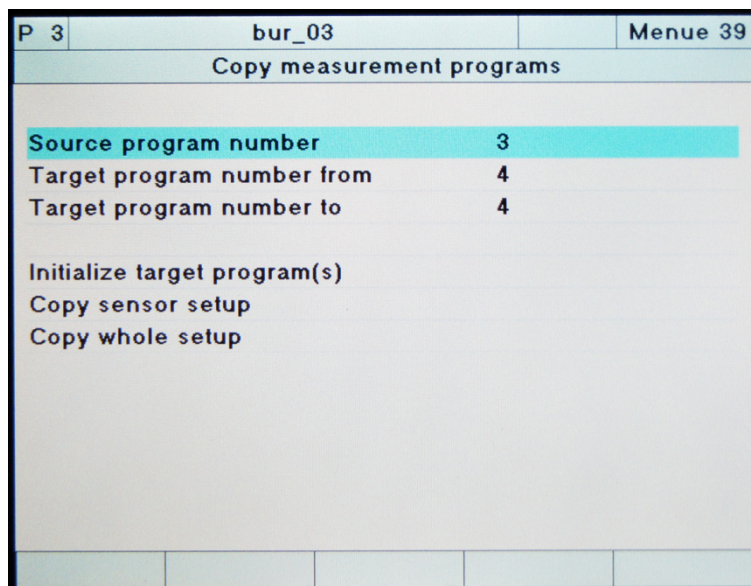 P 3 bur_03 Menue 39
Copy measurement programs
Source program number 3
Target program number from 4
Target program number to 4
Initialize target program(s)
Copy sensor setup
Copy whole setup